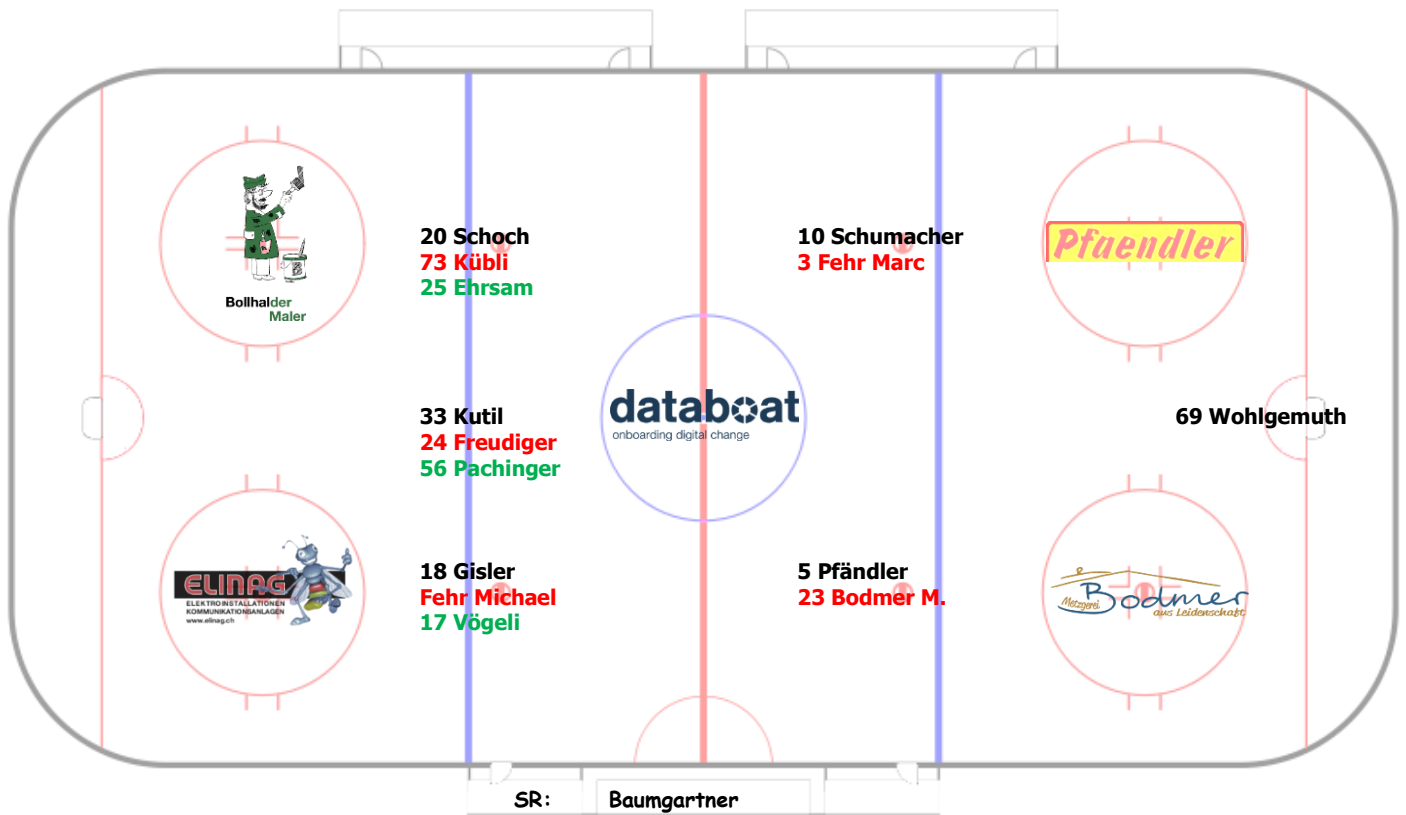 20 Schoch
73 Kübli
25 Ehrsam
10 Schumacher
3 Fehr Marc
Pfaendler
Bollhalder
Maler
33 Kutil
24 Freudiger
56 Pachinger
databoat
onboarding digital change
69 Wohlgemuth
18 Gisler
Fehr Michael
17 Vögeli
5 Pfändler
23 Bodmer M.
ELINAG
ELEKTROINSTALLATIONEN
KOMMUNIKATIONSANLAGEN
www.elinag.ch
Metzgerei
Bodmer
aus Leidenschaft
SR: Baumgartner